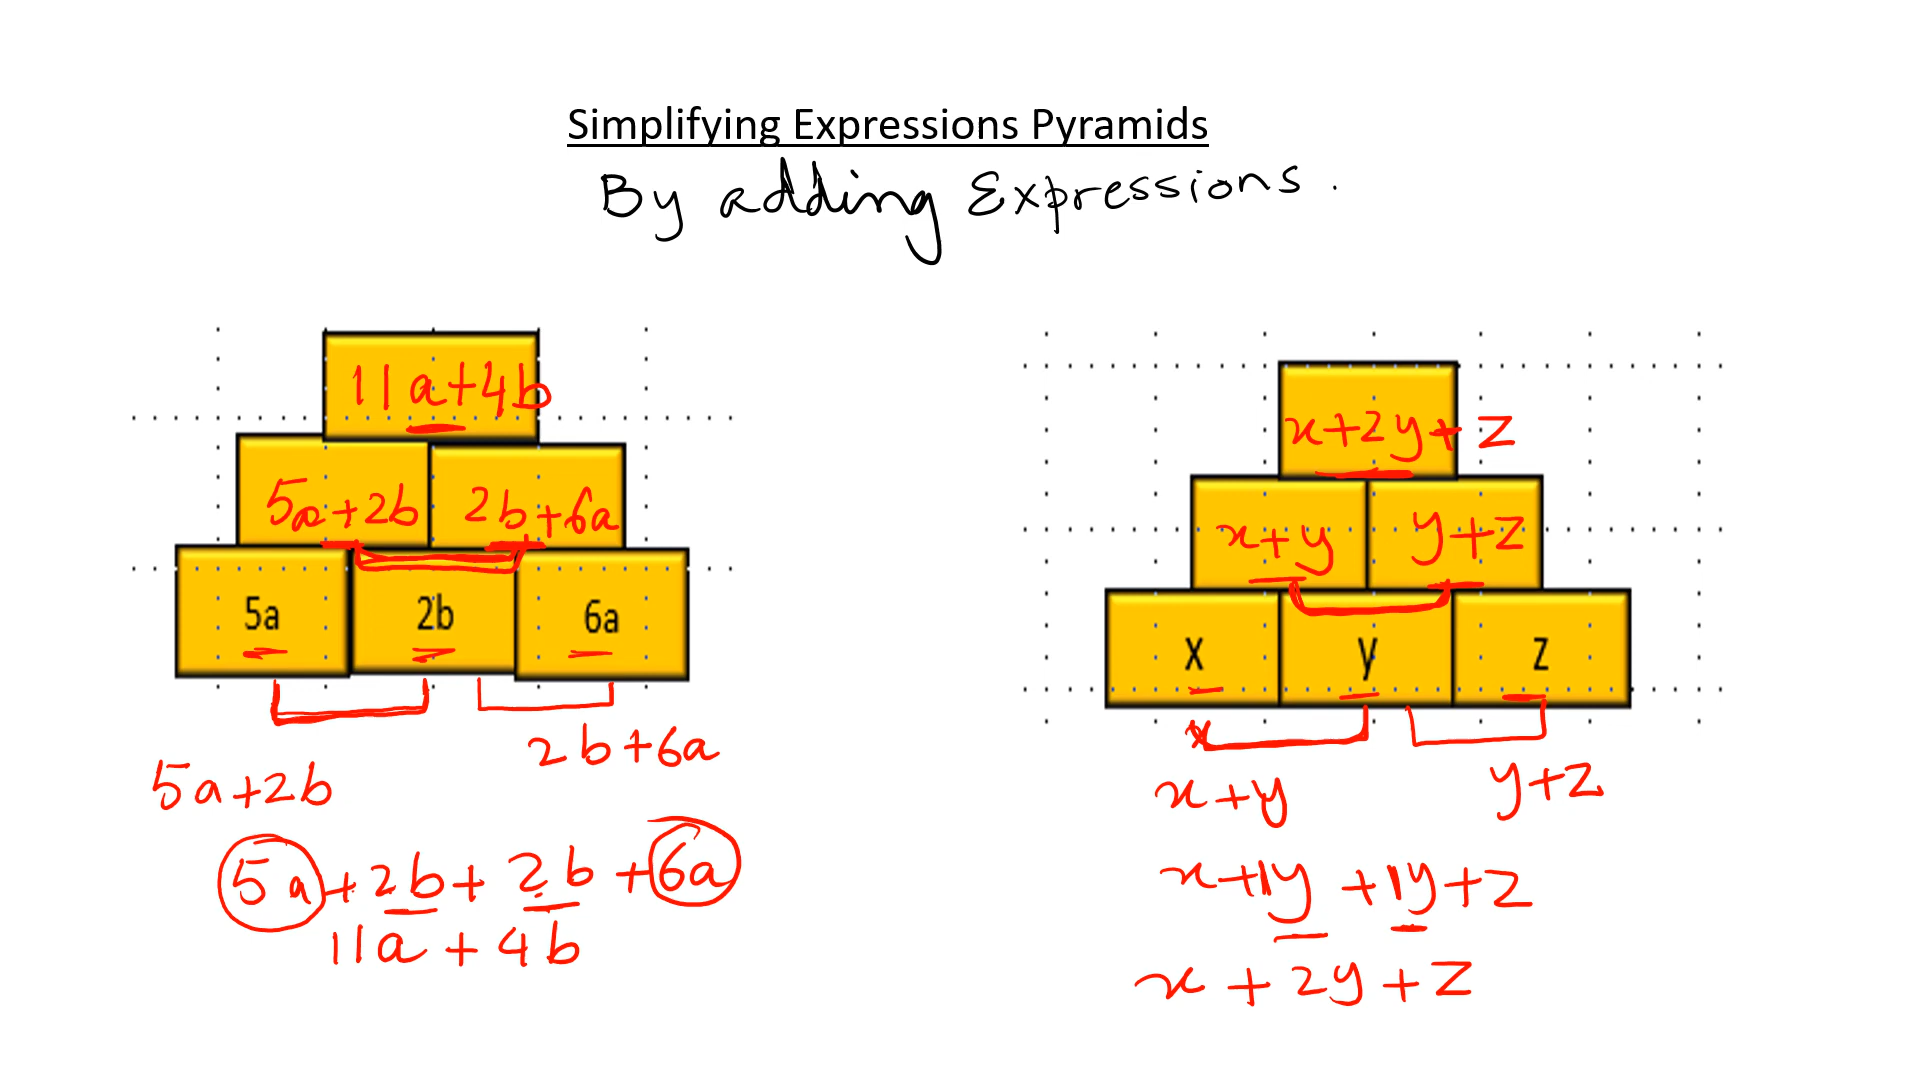 Simplifying Expressions Pyramids
By adding Expressions.
11a+4b
5a+2b 2b+6a
5a 2b 6a
5a+2b 2b+6a
5a+2b+2b+6a
11a+4b
x+2y+z
x+y y+z
x y z
x
x+y y+z
x+1y+1y+z
x+2y+z